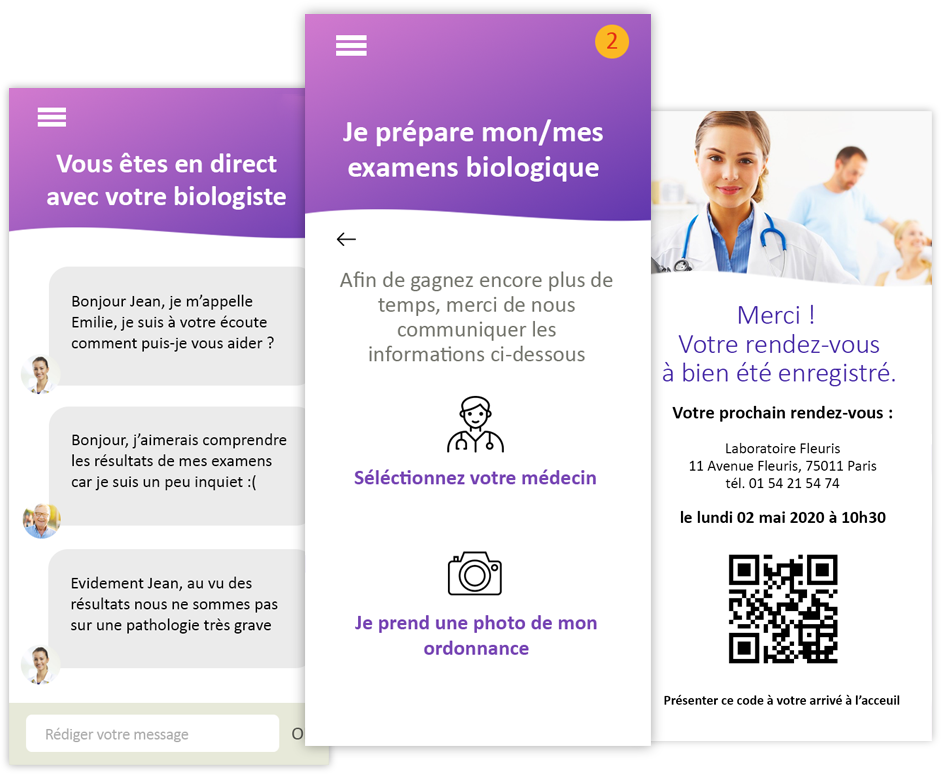 Vous êtes en direct
avec votre biologiste
Bonjour Jean, je m’appelle
Emilie, je suis à votre écoute
comment puis-je vous aider ?
Bonjour, j’aimerais comprendre
les résultats de mes examens
car je suis un peu inquiet :(
Evidement Jean, au vu des
résultats nous ne sommes pas
sur une pathologie très grave
Rédiger votre message
O
2
Je prépare mon/mes
examens biologique
Afin de gagnez encore plus de
temps, merci de nous
communiquer les
informations ci-dessous
Séléctionnez votre médecin
Je prend une photo de mon
ordonnance
Merci !
Votre rendez-vous
à bien été enregistré.
Votre prochain rendez-vous :
Laboratoire Fleuris
11 Avenue Fleuris, 75011 Paris
tél. 01 54 21 54 74
le lundi 02 mai 2020 à 10h30
Présenter ce code à votre arrivé à l’acceuil